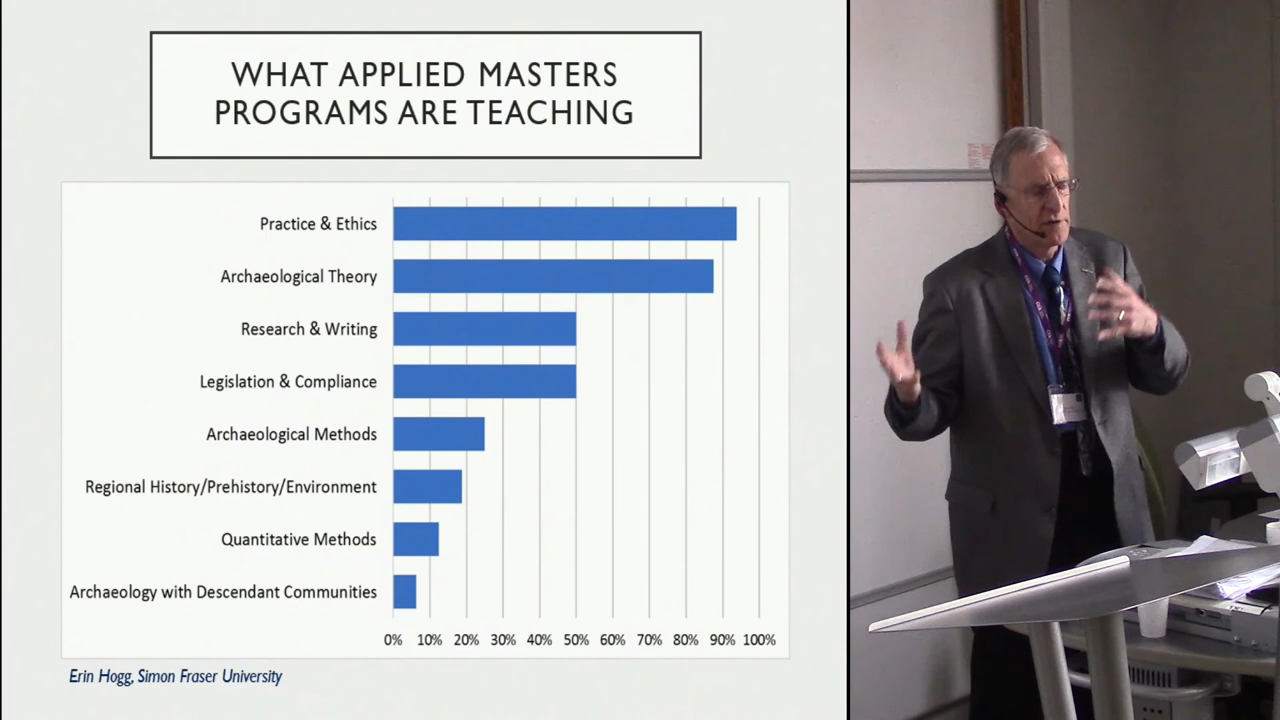 WHAT APPLIED MASTERS
PROGRAMS ARE TEACHING
Practice & Ethics
Archaeological Theory
Research & Writing
Legislation & Compliance
Archaeological Methods
Regional History/Prehistory/Environment
Quantitative Methods
Archaeology with Descendant Communities
0% 10% 20% 30% 40% 50% 60% 70% 80% 90% 100%
Erin Hogg, Simon Fraser University